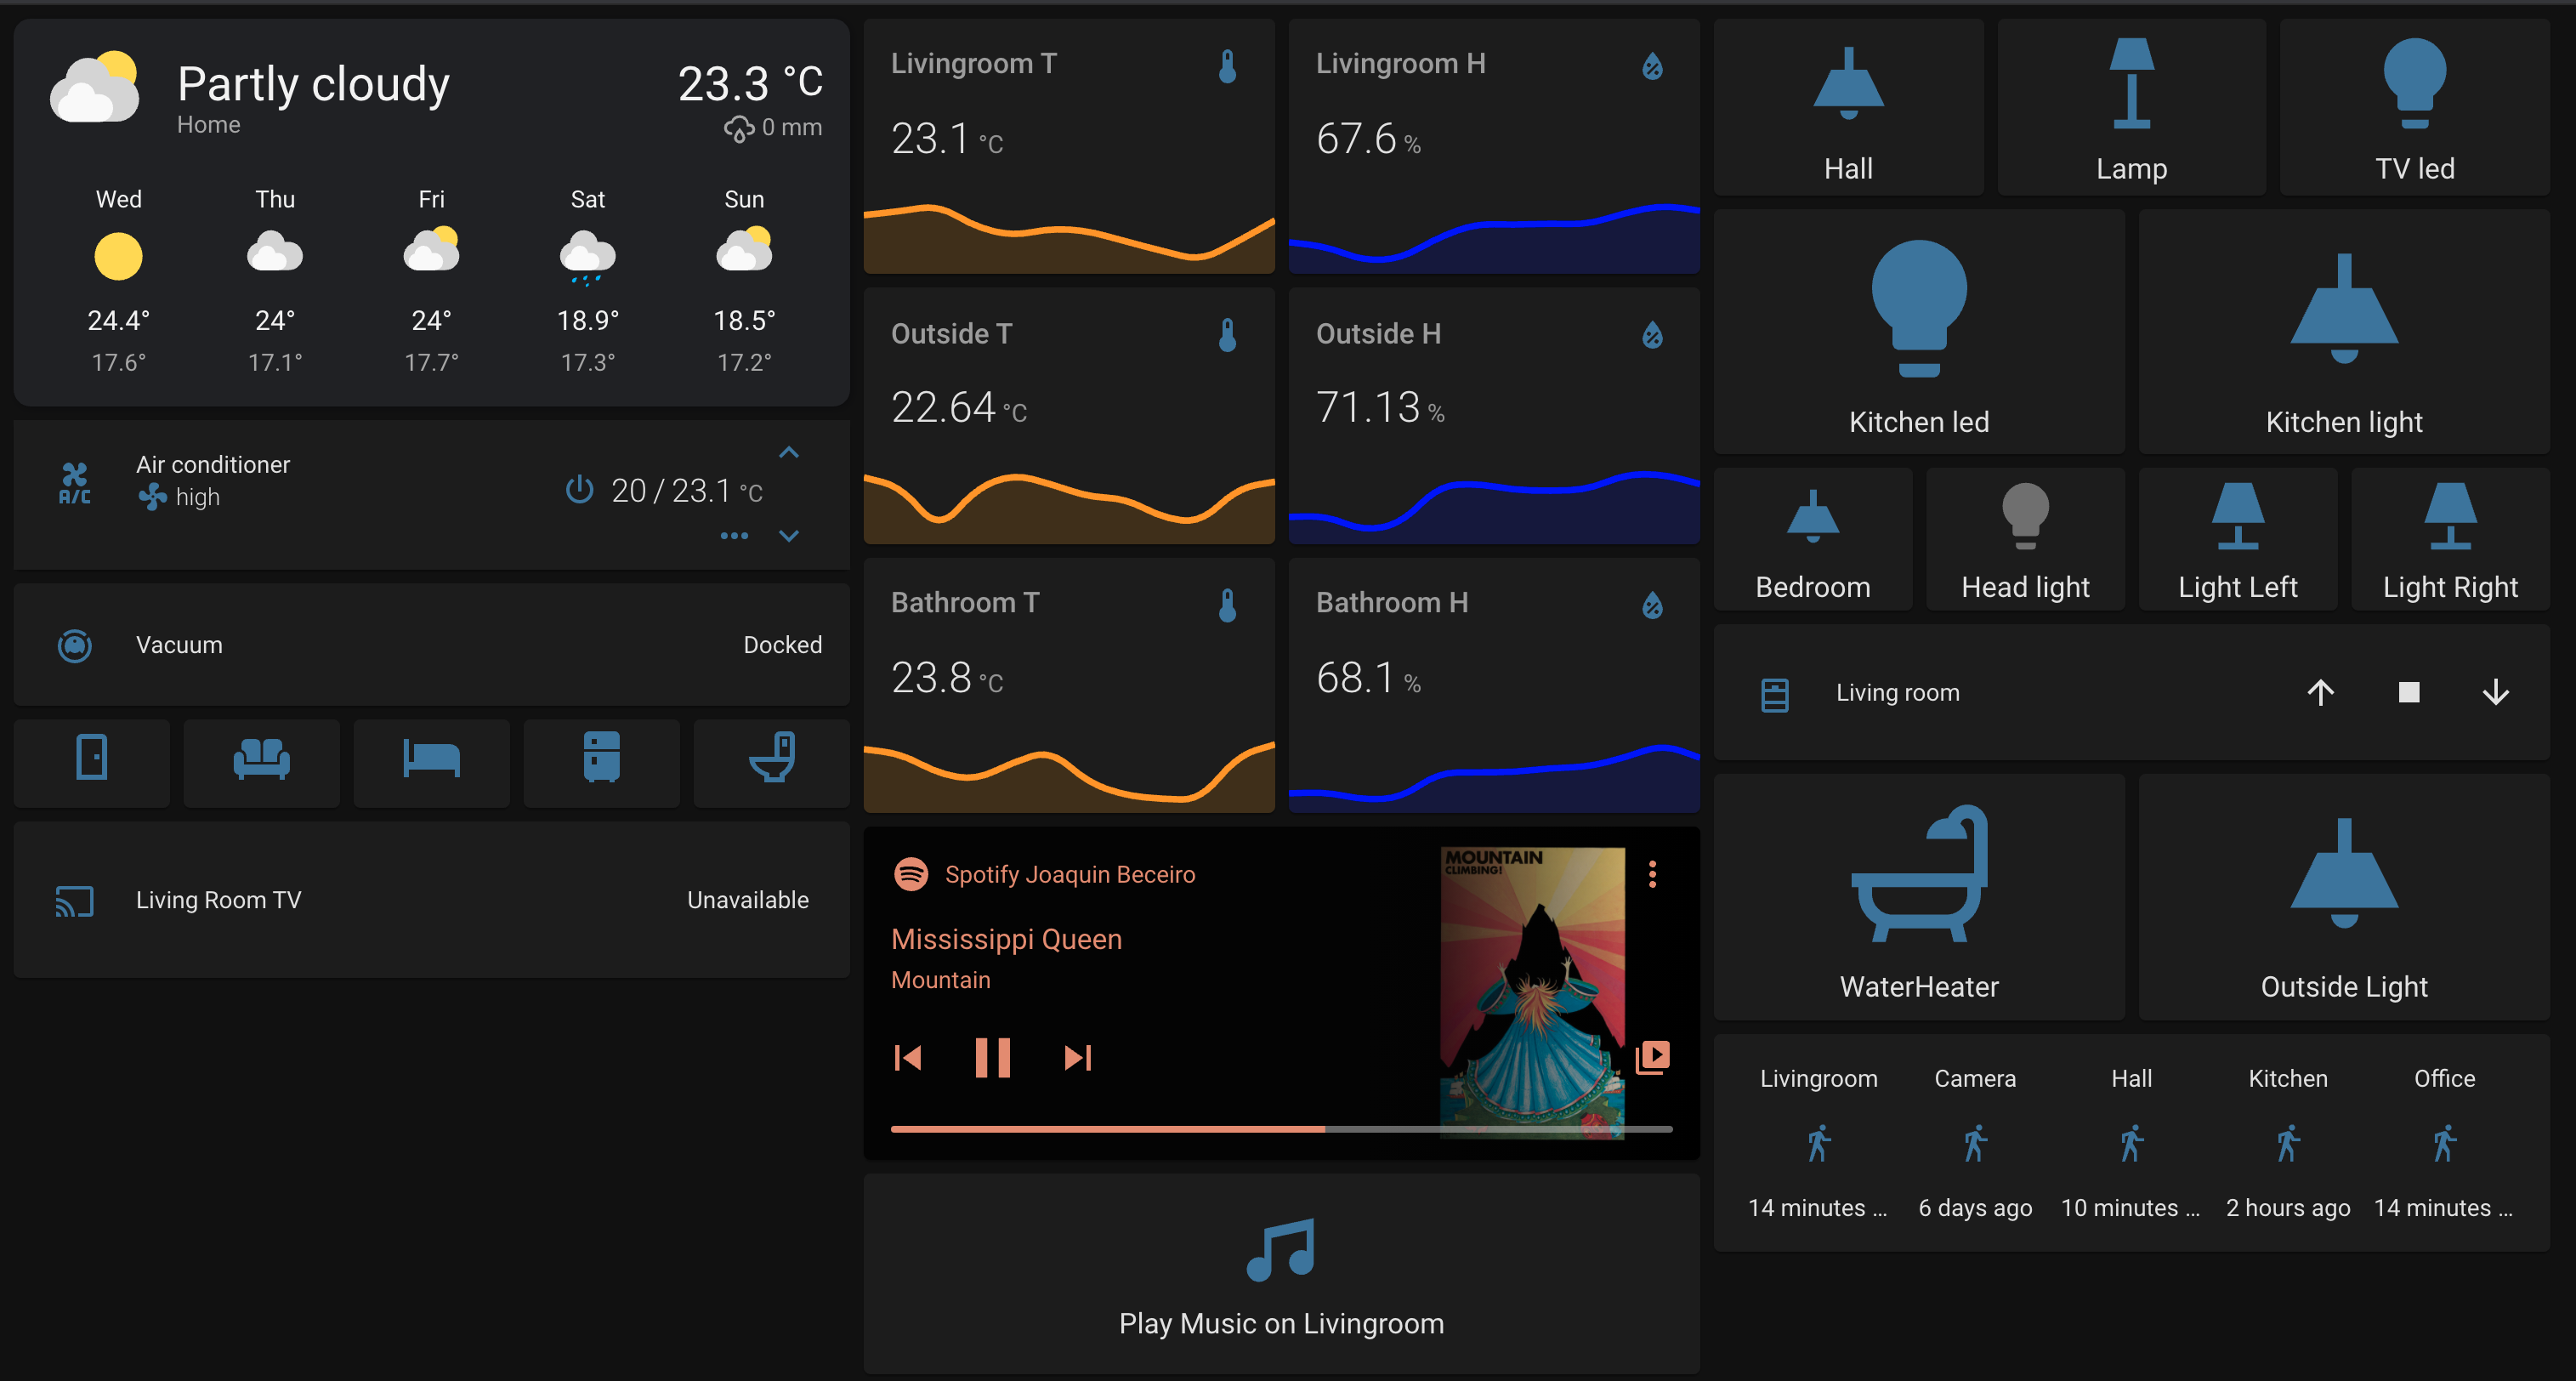 Partly cloudy
Home
23.3 °C
0 mm
Wed Thu Fri Sat Sun
24.4° 24° 24° 18.9° 18.5°
17.6° 17.1° 17.7° 17.3° 17.2°
A/C
Air conditioner
high
20 / 23.1 °C
Vacuum
Docked
Living Room TV
Unavailable
Livingroom T
23.1 °C
Livingroom H
67.6 %
Outside T
22.64 °C
Outside H
71.13 %
Bathroom T
23.8 °C
Bathroom H
68.1 %
Spotify Joaquin Beceiro
Mississippi Queen
Mountain
MOUNTAIN
CLIMBING!
Play Music on Livingroom
Hall
Lamp
TV led
Kitchen led
Kitchen light
Bedroom
Head light
Light Left
Light Right
Living room
WaterHeater
Outside Light
Livingroom Camera Hall Kitchen Office
14 minutes ... 6 days ago 10 minutes ... 2 hours ago 14 minutes ...